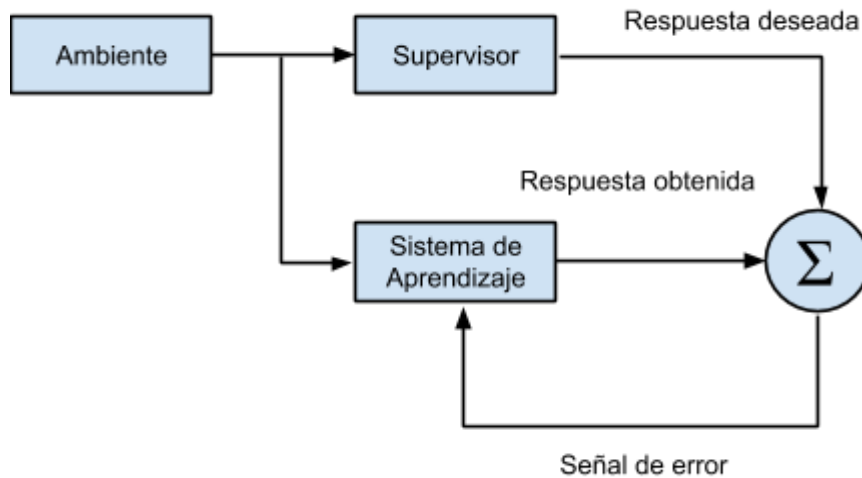 Respuesta deseada
Ambiente
Supervisor
Respuesta obtenida
Sistema de
Aprendizaje
Σ
Señal de error